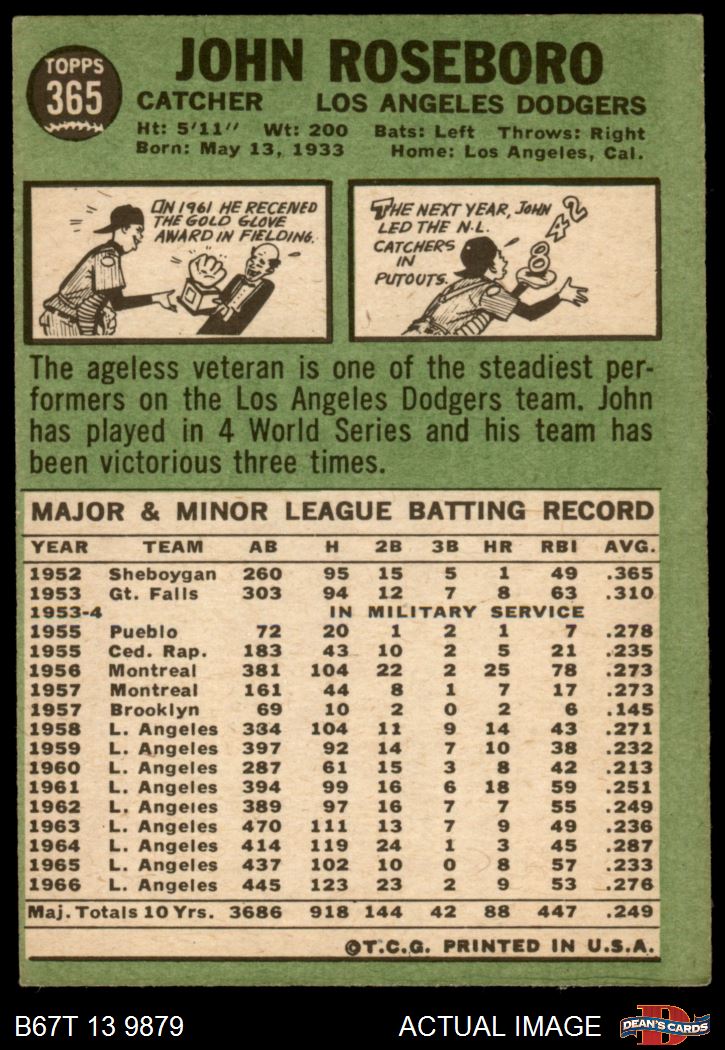 TOPPS
365
JOHN ROSEBORO
CATCHER LOS ANGELES DODGERS
Ht: 5'11" Wt: 200 Bats: Left Throws: Right
Born: May 13, 1933 Home: Los Angeles, Cal.
IN 1961 HE RECENED
THE GOLD GLOVE
AWARD IN FIELDING.
THE NEXT YEAR, JOHN
LED THE N.L.
CATCHERS
IN
PUTOUTS.
842
The ageless veteran is one of the steadiest per-
formers on the Los Angeles Dodgers team. John
has played in 4 World Series and his team has
been victorious three times.
MAJOR & MINOR LEAGUE BATTING RECORD
YEAR TEAM AB H 2B 3B HR RBI AVG.
1952 Sheboygan 260 95 15 5 1 49 .365
1953 Gt. Falls 303 94 12 7 8 63 .310
1953-4 IN MILITARY SERVICE
1955 Pueblo 72 20 1 2 1 7 .278
1955 Ced. Rap. 183 43 10 2 5 21 .235
1956 Montreal 381 104 22 2 25 78 .273
1957 Montreal 161 44 8 1 7 17 .273
1957 Brooklyn 69 10 2 0 2 6 .145
1958 L. Angeles 384 104 11 9 14 43 .271
1959 L. Angeles 397 92 14 7 10 38 .232
1960 L. Angeles 287 61 15 3 8 42 .213
1961 L. Angeles 394 99 16 6 18 59 .251
1962 L. Angeles 389 97 16 7 7 55 .249
1963 L. Angeles 470 111 13 7 9 49 .236
1964 L. Angeles 414 119 24 1 3 45 .287
1965 L. Angeles 437 102 10 0 8 57 .233
1966 L. Angeles 445 123 23 2 9 53 .276
Maj. Totals 10 Yrs. 3686 918 144 42 88 447 .249
©T.C.G. PRINTED IN U.S.A.
B67T 13 9879 ACTUAL IMAGE
D
DEAN'S CARDS